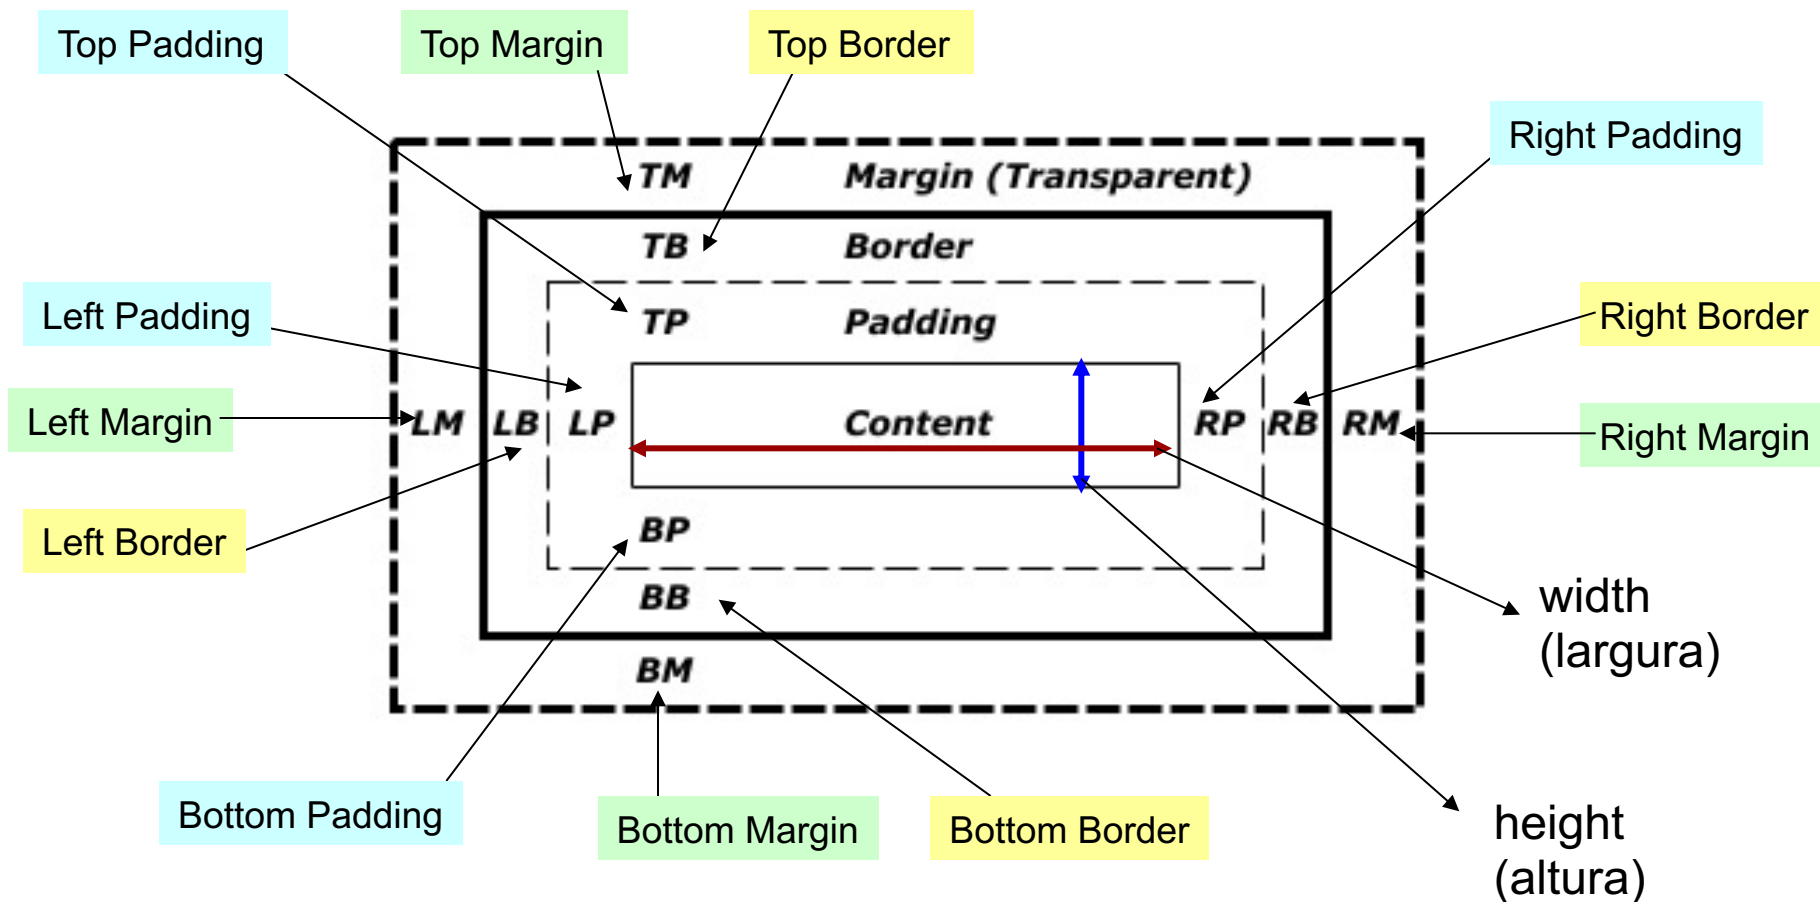 Top Padding
Top Margin
Top Border
Right Padding
TM
Margin (Transparent)
TB
Border
Left Padding
TP
Padding
Right Border
Left Margin
LM
LB
LP
Content
RP
RB
RM
Right Margin
Left Border
BP
BB
width
(largura)
BM
Bottom Padding
Bottom Margin
Bottom Border
height
(altura)